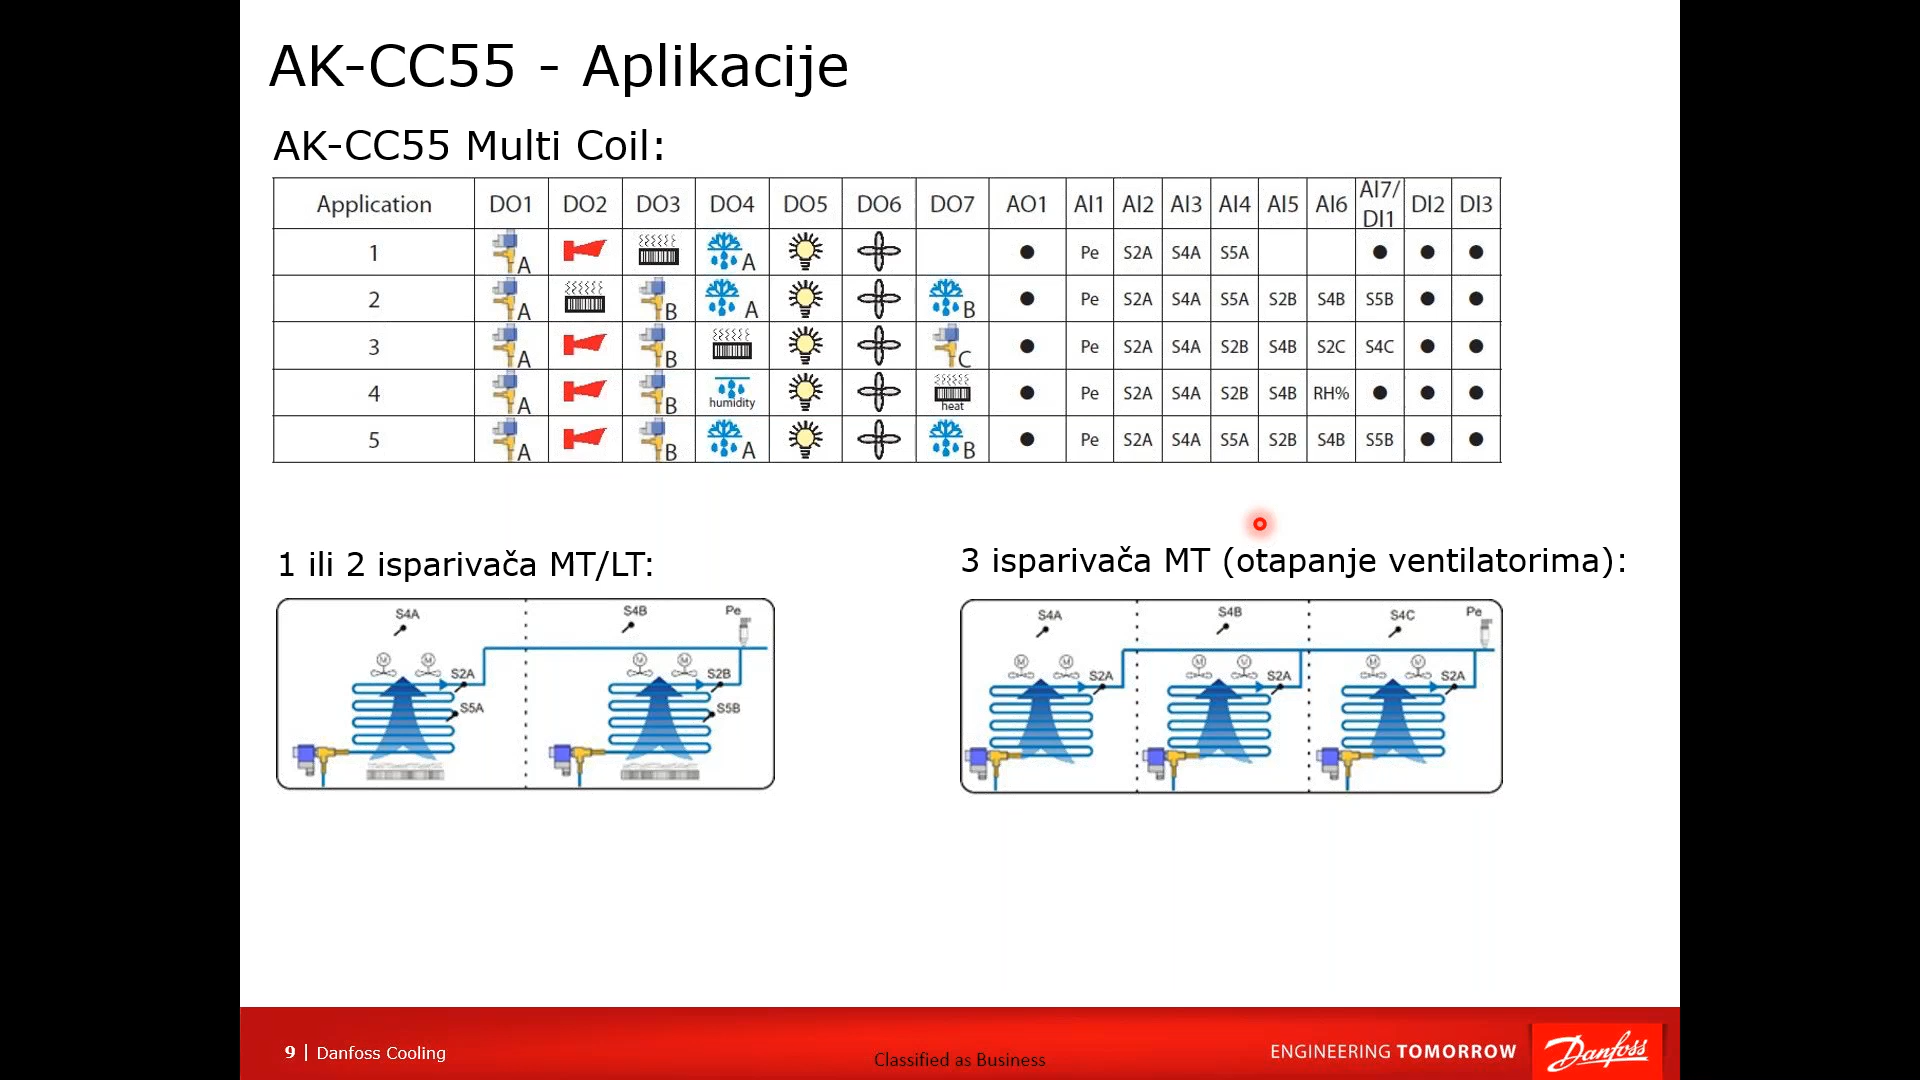 AK-CC55 - Aplikacije
AK-CC55 Multi Coil:
Application DO1 DO2 DO3 DO4 DO5 DO6 DO7 AO1 AI1 AI2 AI3 AI4 AI5 AI6 AI7/ DI1 DI2 DI3
1 A A Pe S2A S4A S5A
2 A B A B Pe S2A S4A S5A S2B S4B S5B
3 A B C Pe S2A S4A S2B S4B S2C S4C
4 A B humidity heat Pe S2A S4A S2B S4B RH%
5 A B A B Pe S2A S4A S5A S2B S4B S5B
1 ili 2 isparivača MT/LT:
S4A S4B Pe
M M M M
S2A S2B
S5A S5B
3 isparivača MT (otapanje ventilatorima):
S4A S4B S4C Pe
M M M M M M
S2A S2A S2A
9 | Danfoss Cooling
Classified as Business
ENGINEERING TOMORROW
Danfoss